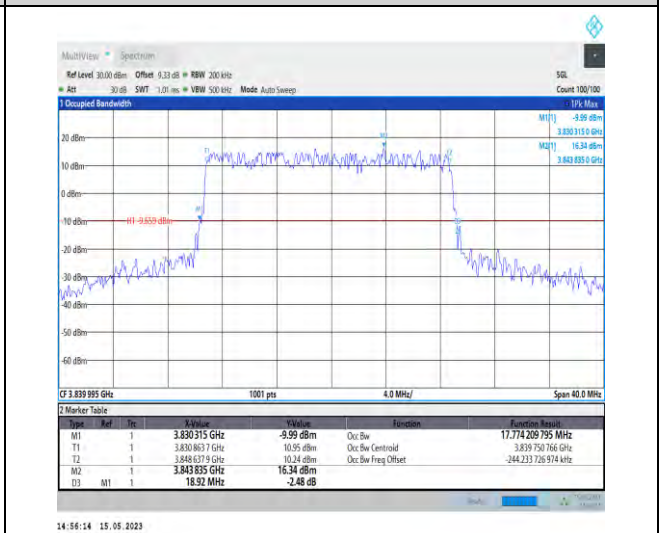 MultiView Spectrum
Ref Level 30.00 dBm Offset 9.33 dB RBW 200 kHz SGL
Att 30 dB SWT 1.01 ms VBW 500 kHz Mode Auto Sweep Count 100/100
1 Occupied Bandwidth 1Pk Max
M1[1] -9.99 dBm
3.830 315 0 GHz
M2[1] 16.34 dBm
3.843 835 0 GHz
20 dBm
10 dBm
0 dBm
-10 dBm H1 -9.659 dBm
-20 dBm
-30 dBm
-40 dBm
-50 dBm
-60 dBm
CF 3.839 995 GHz 1001 pts 4.0 MHz/ Span 40.0 MHz
2 Marker Table
Type Ref Trc X-Value Y-Value Function Function Result
M1 1 3.830 315 GHz -9.99 dBm Occ Bw 17.774 209 795 MHz
T1 1 3.830 863 7 GHz 10.95 dBm Occ Bw Centroid 3.839 750 766 GHz
T2 1 3.848 637 9 GHz 10.24 dBm Occ Bw Freq Offset -244.233 726 974 kHz
M2 1 3.843 835 GHz 16.34 dBm
D3 M1 1 18.92 MHz -2.48 dB
14:56:14 15.05.2023